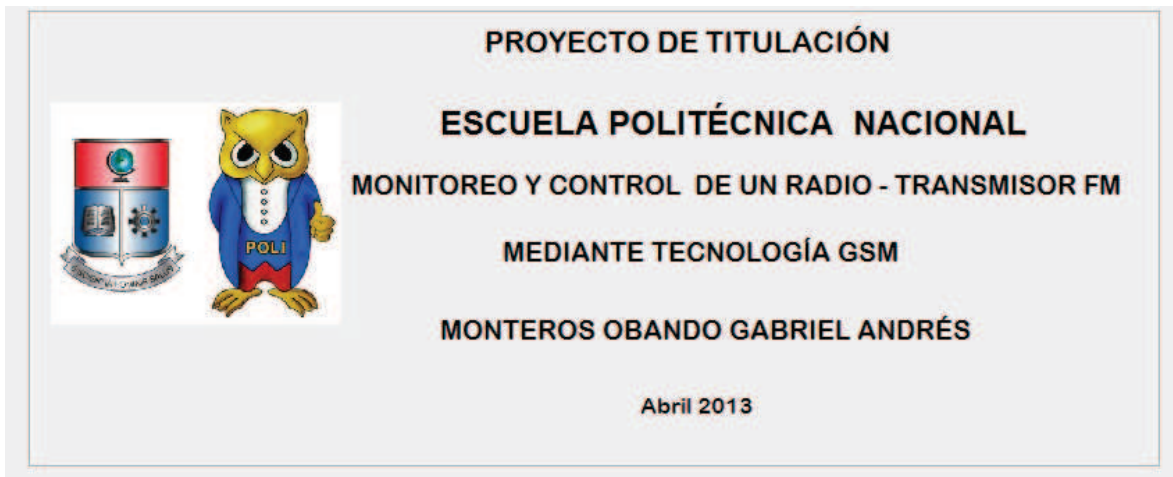 PROYECTO DE TITULACIÓN
ESCUELA POLITÉCNICA NACIONAL
MONITOREO Y CONTROL DE UN RADIO - TRANSMISOR FM
MEDIANTE TECNOLOGÍA GSM
MONTEROS OBANDO GABRIEL ANDRÉS
Abril 2013
POLI